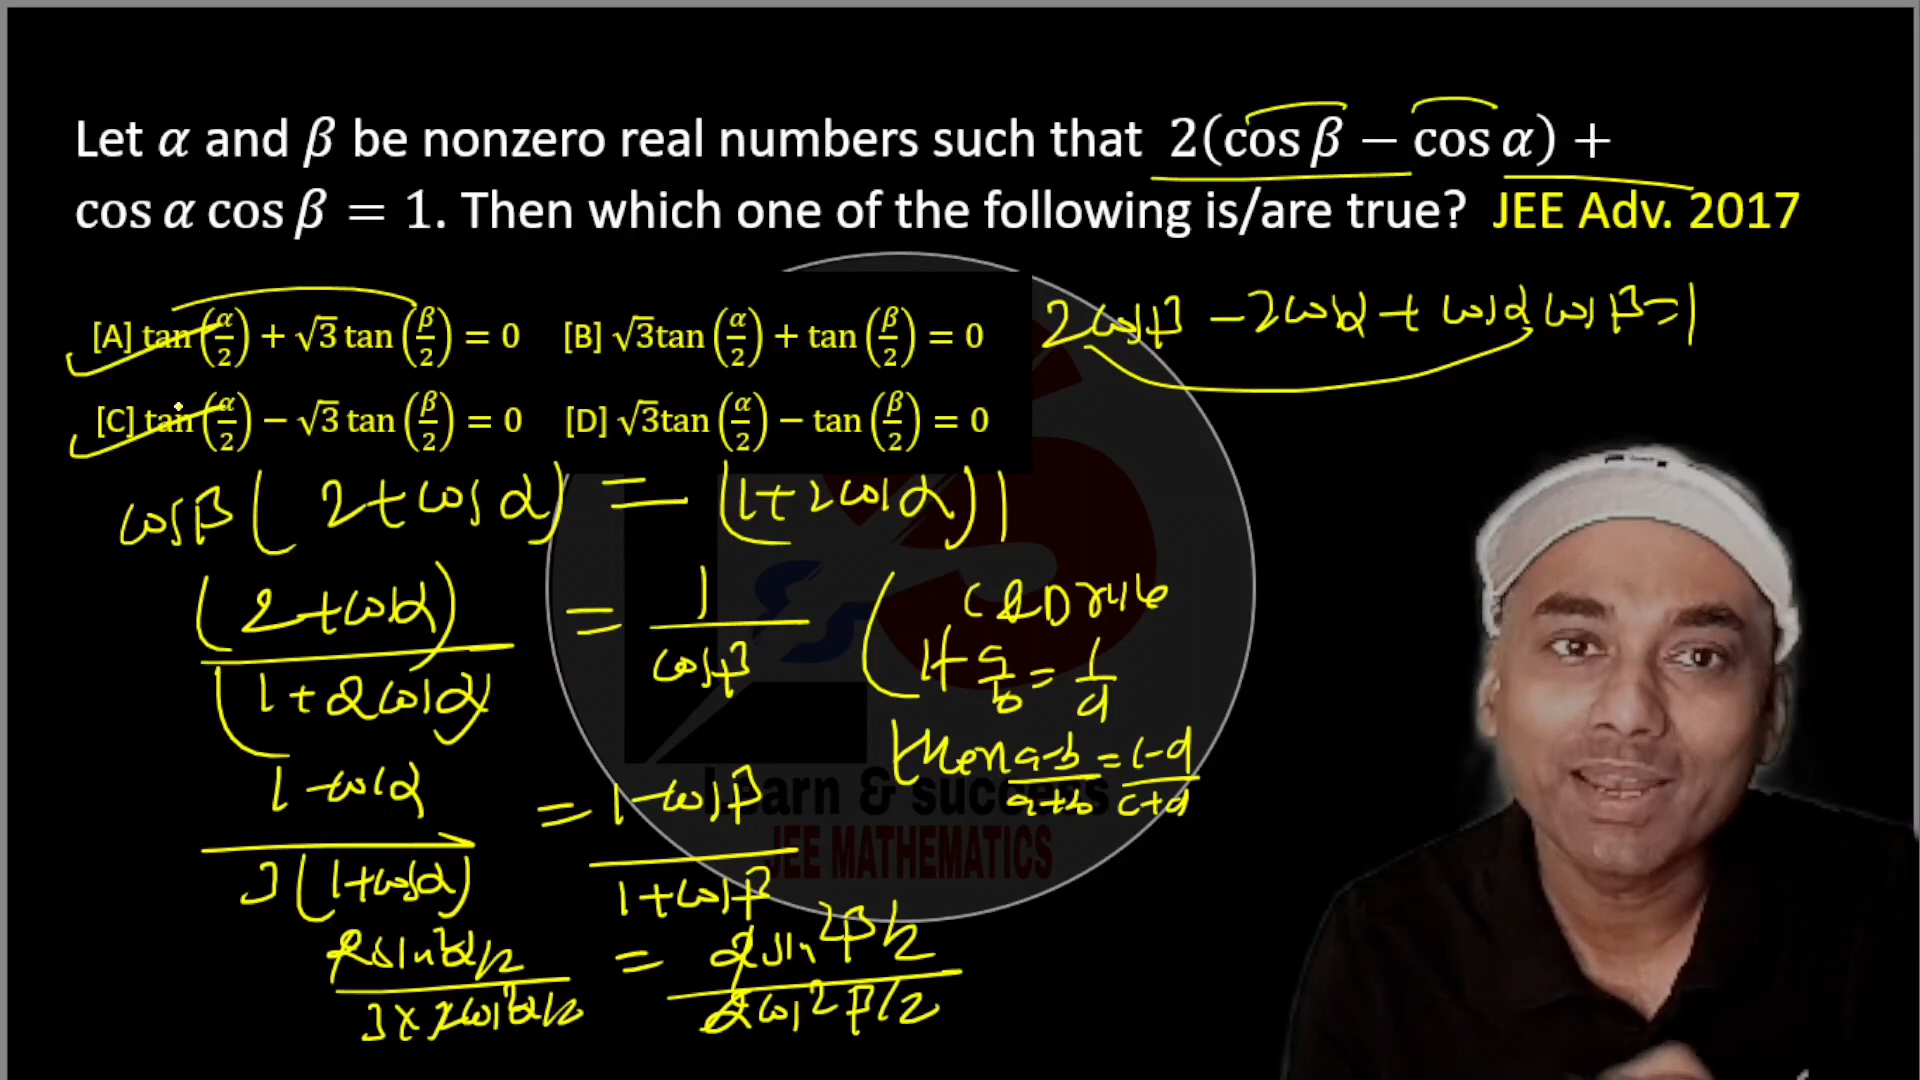 Let α and β be nonzero real numbers such that 2(cos β − cos α) +
cos α cos β = 1. Then which one of the following is/are true? JEE Adv. 2017
[A] tan (α/2) + √3 tan (β/2) = 0 [B] √3tan (α/2) + tan (β/2) = 0
[C] tan (α/2) − √3 tan (β/2) = 0 [D] √3tan (α/2) − tan (β/2) = 0
2cosβ − 2cosα + cosα cosβ = 1
cosβ( 2+cosα) = (1+2cosα)
(2+cosα)/(1+2cosα) = 1/cosβ
C & D rule
If a/b = c/d
then a-b/a+b = c-d/c+d
1-cosα/3(1+cosα) = 1-cosβ/1+cosβ
2sin²α/2/3×2cos²α/2 = 2sin²β/2/2cos²β/2
Learn & success
JEE MATHEMATICS